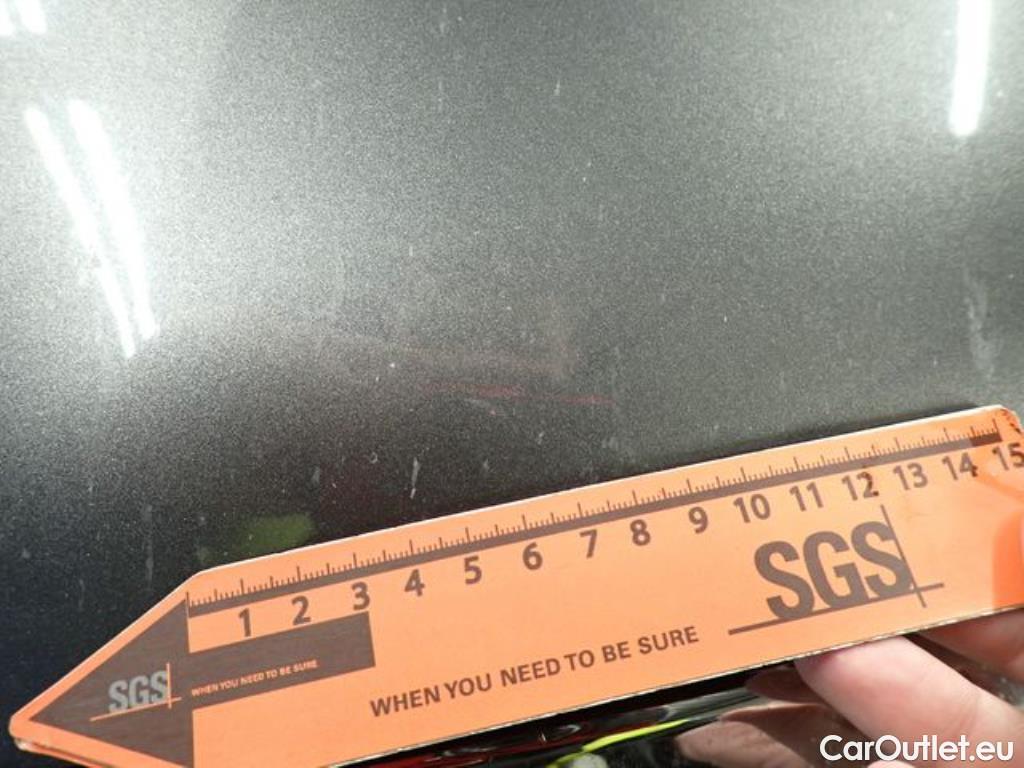 1 2 3 4 5 6 7 8 9 10 11 12 13 14 15
SGS
WHEN YOU NEED TO BE SURE
SGS
WHEN YOU NEED TO BE SURE
CarOutlet.eu